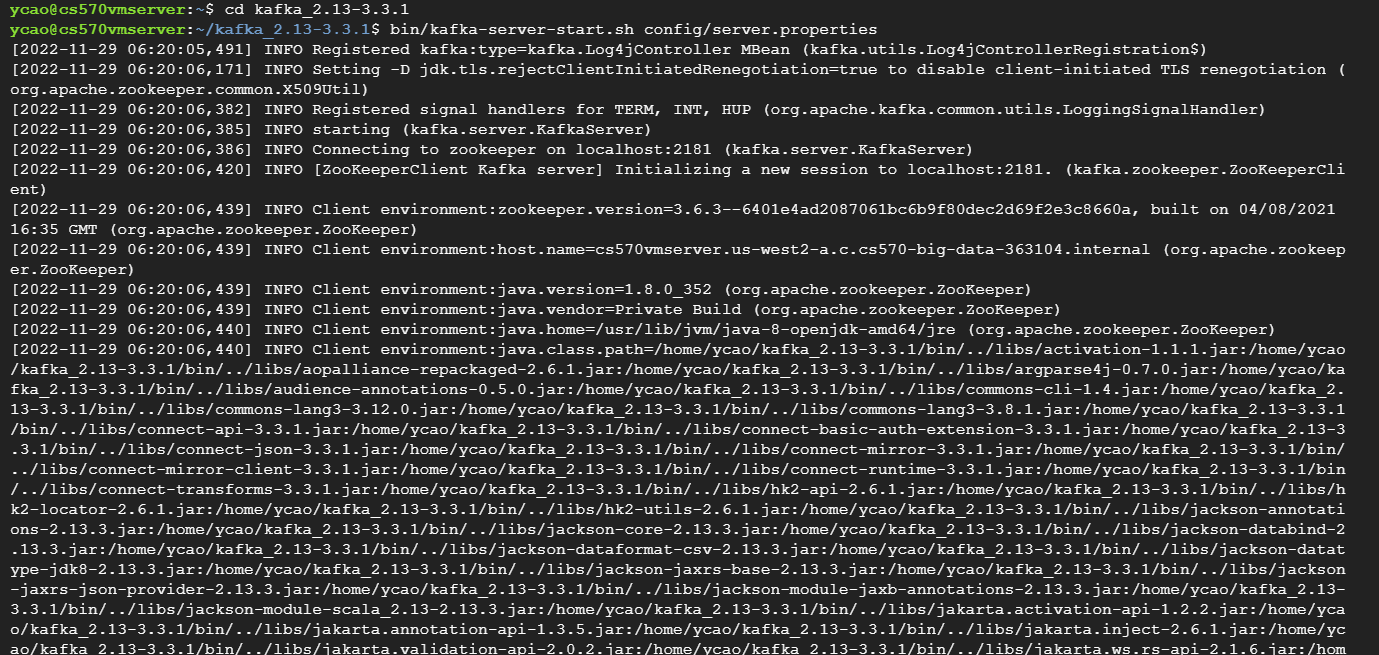 ycao@cs570vmserver:~$ cd kafka_2.13-3.3.1
ycao@cs570vmserver:~/kafka_2.13-3.3.1$ bin/kafka-server-start.sh config/server.properties
[2022-11-29 06:20:05,491] INFO Registered kafka:type=kafka.Log4jController MBean (kafka.utils.Log4jControllerRegistration$)
[2022-11-29 06:20:06,171] INFO Setting -D jdk.tls.rejectClientInitiatedRenegotiation=true to disable client-initiated TLS renegotiation (
org.apache.zookeeper.common.X509Util)
[2022-11-29 06:20:06,382] INFO Registered signal handlers for TERM, INT, HUP (org.apache.kafka.common.utils.LoggingSignalHandler)
[2022-11-29 06:20:06,385] INFO starting (kafka.server.KafkaServer)
[2022-11-29 06:20:06,386] INFO Connecting to zookeeper on localhost:2181 (kafka.server.KafkaServer)
[2022-11-29 06:20:06,420] INFO [ZooKeeperClient Kafka server] Initializing a new session to localhost:2181. (kafka.zookeeper.ZooKeeperCli
ent)
[2022-11-29 06:20:06,439] INFO Client environment:zookeeper.version=3.6.3--6401e4ad2087061bc6b9f80dec2d69f2e3c8660a, built on 04/08/2021
16:35 GMT (org.apache.zookeeper.ZooKeeper)
[2022-11-29 06:20:06,439] INFO Client environment:host.name=cs570vmserver.us-west2-a.c.cs570-big-data-363104.internal (org.apache.zookeep
er.ZooKeeper)
[2022-11-29 06:20:06,439] INFO Client environment:java.version=1.8.0_352 (org.apache.zookeeper.ZooKeeper)
[2022-11-29 06:20:06,439] INFO Client environment:java.vendor=Private Build (org.apache.zookeeper.ZooKeeper)
[2022-11-29 06:20:06,440] INFO Client environment:java.home=/usr/lib/jvm/java-8-openjdk-amd64/jre (org.apache.zookeeper.ZooKeeper)
[2022-11-29 06:20:06,440] INFO Client environment:java.class.path=/home/ycao/kafka_2.13-3.3.1/bin/../libs/activation-1.1.1.jar:/home/ycao
/kafka_2.13-3.3.1/bin/../libs/aopalliance-repackaged-2.6.1.jar:/home/ycao/kafka_2.13-3.3.1/bin/../libs/argparse4j-0.7.0.jar:/home/ycao/ka
fka_2.13-3.3.1/bin/../libs/audience-annotations-0.5.0.jar:/home/ycao/kafka_2.13-3.3.1/bin/../libs/commons-cli-1.4.jar:/home/ycao/kafka_2.
13-3.3.1/bin/../libs/commons-lang3-3.12.0.jar:/home/ycao/kafka_2.13-3.3.1/bin/../libs/commons-lang3-3.8.1.jar:/home/ycao/kafka_2.13-3.3.1
/bin/../libs/connect-api-3.3.1.jar:/home/ycao/kafka_2.13-3.3.1/bin/../libs/connect-basic-auth-extension-3.3.1.jar:/home/ycao/kafka_2.13-3
.3.1/bin/../libs/connect-json-3.3.1.jar:/home/ycao/kafka_2.13-3.3.1/bin/../libs/connect-mirror-3.3.1.jar:/home/ycao/kafka_2.13-3.3.1/bin/
../libs/connect-mirror-client-3.3.1.jar:/home/ycao/kafka_2.13-3.3.1/bin/../libs/connect-runtime-3.3.1.jar:/home/ycao/kafka_2.13-3.3.1/bin
/../libs/connect-transforms-3.3.1.jar:/home/ycao/kafka_2.13-3.3.1/bin/../libs/hk2-api-2.6.1.jar:/home/ycao/kafka_2.13-3.3.1/bin/../libs/h
k2-locator-2.6.1.jar:/home/ycao/kafka_2.13-3.3.1/bin/../libs/hk2-utils-2.6.1.jar:/home/ycao/kafka_2.13-3.3.1/bin/../libs/jackson-annotati
ons-2.13.3.jar:/home/ycao/kafka_2.13-3.3.1/bin/../libs/jackson-core-2.13.3.jar:/home/ycao/kafka_2.13-3.3.1/bin/../libs/jackson-databind-2
.13.3.jar:/home/ycao/kafka_2.13-3.3.1/bin/../libs/jackson-dataformat-csv-2.13.3.jar:/home/ycao/kafka_2.13-3.3.1/bin/../libs/jackson-datat
ype-jdk8-2.13.3.jar:/home/ycao/kafka_2.13-3.3.1/bin/../libs/jackson-jaxrs-base-2.13.3.jar:/home/ycao/kafka_2.13-3.3.1/bin/../libs/jackson
-jaxrs-json-provider-2.13.3.jar:/home/ycao/kafka_2.13-3.3.1/bin/../libs/jackson-module-jaxb-annotations-2.13.3.jar:/home/ycao/kafka_2.13-
3.3.1/bin/../libs/jackson-module-scala_2.13-2.13.3.jar:/home/ycao/kafka_2.13-3.3.1/bin/../libs/jakarta.activation-api-1.2.2.jar:/home/yca
o/kafka_2.13-3.3.1/bin/../libs/jakarta.annotation-api-1.3.5.jar:/home/ycao/kafka_2.13-3.3.1/bin/../libs/jakarta.inject-2.6.1.jar:/home/yc
ao/kafka_2.13-3.3.1/bin/../libs/jakarta.validation-api-2.0.2.jar:/home/ycao/kafka_2.13-3.3.1/bin/../libs/jakarta.ws.rs-api-2.1.6.jar:/hom